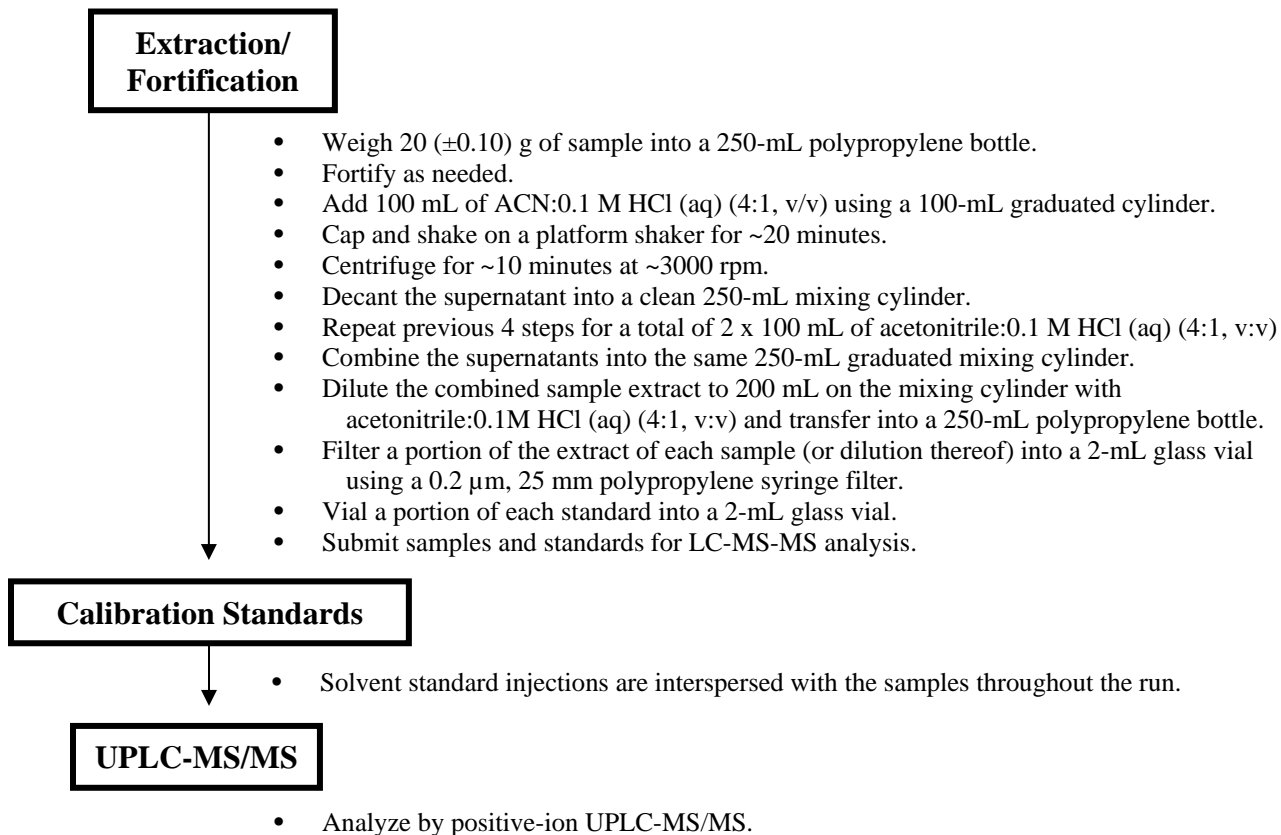 Extraction/
Fortification
• Weigh 20 (±0.10) g of sample into a 250-mL polypropylene bottle.
• Fortify as needed.
• Add 100 mL of ACN:0.1 M HCl (aq) (4:1, v/v) using a 100-mL graduated cylinder.
• Cap and shake on a platform shaker for ~20 minutes.
• Centrifuge for ~10 minutes at ~3000 rpm.
• Decant the supernatant into a clean 250-mL mixing cylinder.
• Repeat previous 4 steps for a total of 2 x 100 mL of acetonitrile:0.1 M HCl (aq) (4:1, v:v)
• Combine the supernatants into the same 250-mL graduated mixing cylinder.
• Dilute the combined sample extract to 200 mL on the mixing cylinder with
acetonitrile:0.1M HCl (aq) (4:1, v:v) and transfer into a 250-mL polypropylene bottle.
• Filter a portion of the extract of each sample (or dilution thereof) into a 2-mL glass vial
using a 0.2 µm, 25 mm polypropylene syringe filter.
• Vial a portion of each standard into a 2-mL glass vial.
• Submit samples and standards for LC-MS-MS analysis.
Calibration Standards
• Solvent standard injections are interspersed with the samples throughout the run.
UPLC-MS/MS
• Analyze by positive-ion UPLC-MS/MS.